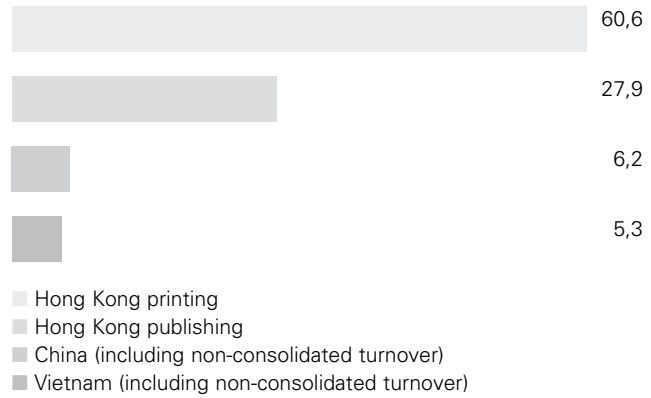 60,6
27,9
6,2
5,3
Hong Kong printing
Hong Kong publishing
China (including non-consolidated turnover)
Vietnam (including non-consolidated turnover)